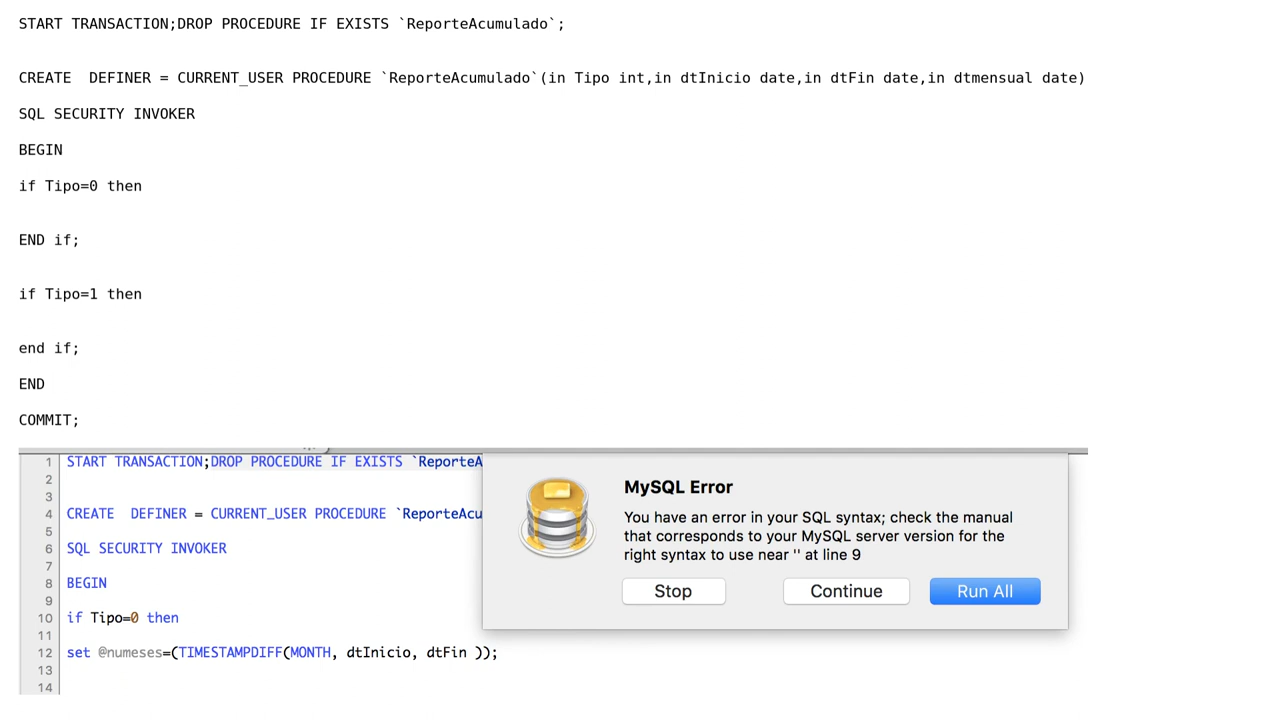 START TRANSACTION;DROP PROCEDURE IF EXISTS `ReporteAcumulado`;
CREATE  DEFINER = CURRENT_USER PROCEDURE `ReporteAcumulado`(in Tipo int,in dtInicio date,in dtFin date,in dtmensual date)
SQL SECURITY INVOKER
BEGIN
if Tipo=0 then
END if;
if Tipo=1 then
end if;
END
COMMIT;
1 START TRANSACTION;DROP PROCEDURE IF EXISTS `ReporteA
2
3
4 CREATE  DEFINER = CURRENT_USER PROCEDURE `ReporteAcu
5
6 SQL SECURITY INVOKER
7
8 BEGIN
9
10 if Tipo=0 then
11
12 set @numeses=(TIMESTAMPDIFF(MONTH, dtInicio, dtFin ));
13
14
MySQL Error
You have an error in your SQL syntax; check the manual
that corresponds to your MySQL server version for the
right syntax to use near '' at line 9
Stop
Continue
Run All